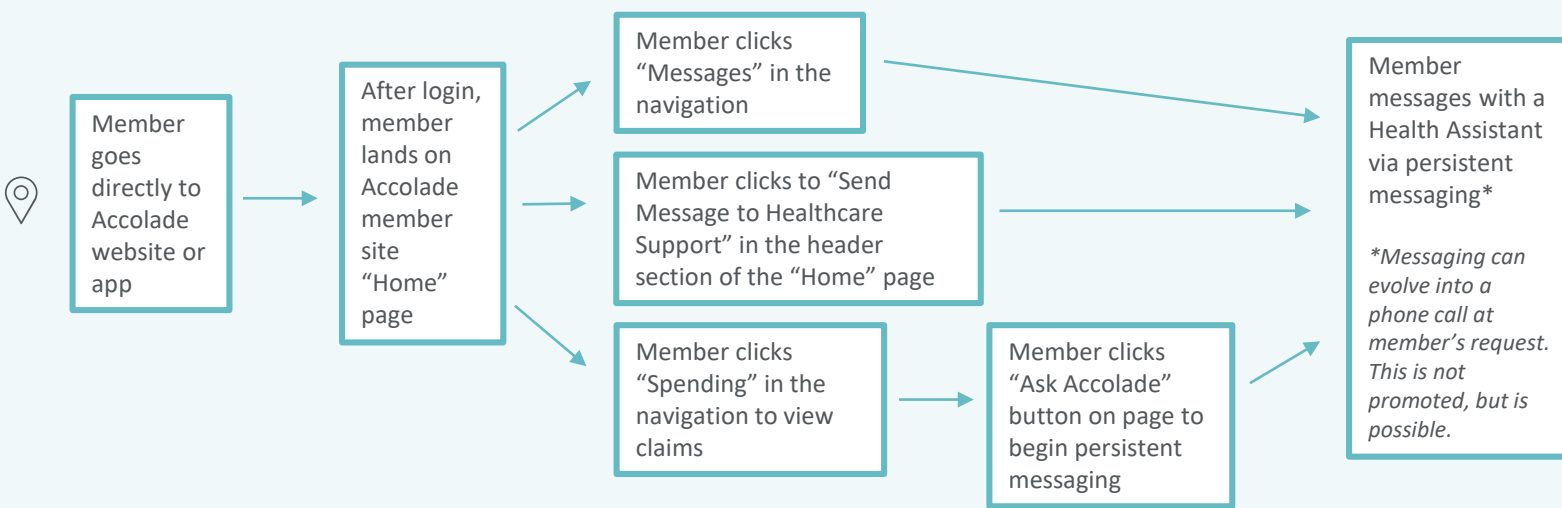 Member
goes
directly to
Accolade
website or
app
After login,
member
lands on
Accolade
member
site
“Home”
page
Member clicks
“Messages” in the
navigation
Member clicks to “Send
Message to Healthcare
Support” in the header
section of the “Home” page
Member clicks
“Spending” in the
navigation to view
claims
Member clicks
“Ask Accolade”
button on page to
begin persistent
messaging
Member
messages with a
Health Assistant
via persistent
messaging*
*Messaging can
evolve into a
phone call at
member’s request.
This is not
promoted, but is
possible.